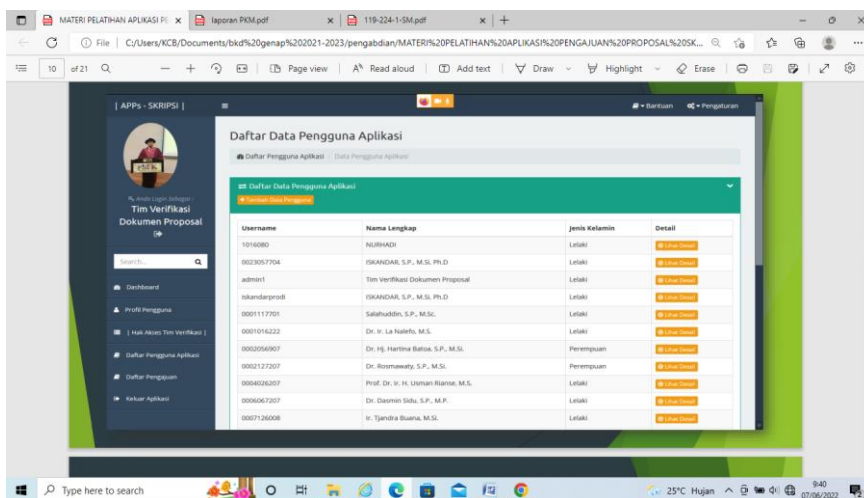 MATERI PELATIHAN APLIKASI PE
laporan PKM.pdf
119-224-1-SM.pdf
File C:/Users/KCB/Documents/bkd%20genap%202021-2023/pengabdian/MATERI%20PELATIHAN%20APLIKASI%20PENGAJUAN%20PROPOSAL%20SK...
10 of 21 Page view Read aloud Add text Draw Highlight Erase
| APPs - SKRIPSI | Bantuan Pengaturan
Anda Login Sebagai :
Tim Verifikasi
Dokumen Proposal
Search...
Dashboard
Profil Pengguna
| Hak Akses Tim Verifikasi |
Daftar Pengguna Aplikasi
Daftar Pengajuan
Keluar Aplikasi
Daftar Data Pengguna Aplikasi
Daftar Pengguna Aplikasi / Data Pengguna Aplikasi
Daftar Data Pengguna Aplikasi
Tambah Data Pengguna
Username Nama Lengkap Jenis Kelamin Detail
1016080 NURHADI Lelaki Lihat Detail
0023057704 ISKANDAR, S.P., M.Si, Ph.D Lelaki Lihat Detail
admin1 Tim Verifikasi Dokumen Proposal Lelaki Lihat Detail
iskandarprodi ISKANDAR, S.P., M.Si, Ph.D Lelaki Lihat Detail
0001117701 Salahuddin, S.P., M.Sc. Lelaki Lihat Detail
0001016222 Dr. Ir. La Nalefo, M.S. Lelaki Lihat Detail
0002056907 Dr. Hj. Hartina Batoa, S.P., M.Si. Perempuan Lihat Detail
0002127207 Dr. Rosmawaty, S.P., M.Si. Perempuan Lihat Detail
0004026207 Prof. Dr. Ir. H. Usman Rianse, M.S. Lelaki Lihat Detail
0006067207 Dr. Dasmin Sidu, S.P., M.P. Lelaki Lihat Detail
0007126008 Ir. Tjandra Buana, M.Si. Lelaki Lihat Detail
Type here to search
25°C Hujan
9:40
07/06/2022